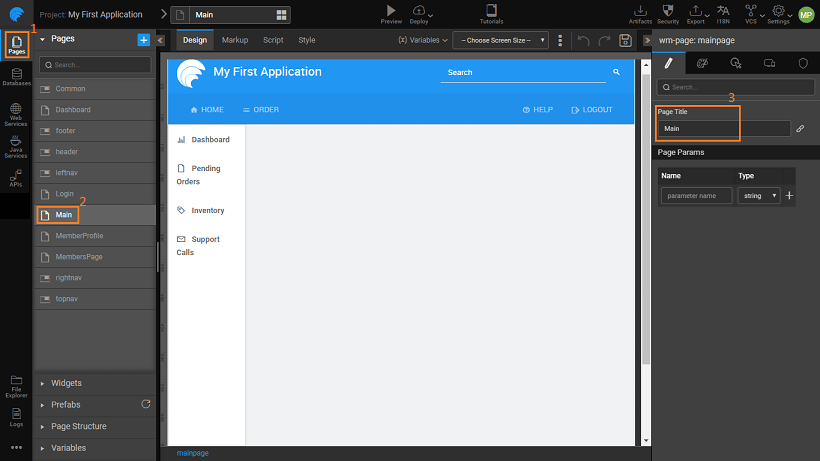 Project: My First Application
Main
Preview
Deploy
Tutorials
Artifacts
Security
Export
I18N
VCS
Settings
MP
1
Pages
Databases
Web
Services
Java
Services
APIs
File
Explorer
Logs
Pages
Search...
Common
Dashboard
footer
header
leftnav
Login
Main
2
MemberProfile
MembersPage
rightnav
topnav
Widgets
Prefabs
Page Structure
Variables
Design
Markup
Script
Style
(x) Variables
-- Choose Screen Size --
My First Application
Search
HOME
ORDER
HELP
LOGOUT
Dashboard
Pending
Orders
Inventory
Support
Calls
mainpage
wm-page: mainpage
Search...
3
Page Title
Main
Page Params
Name
Type
parameter name
string